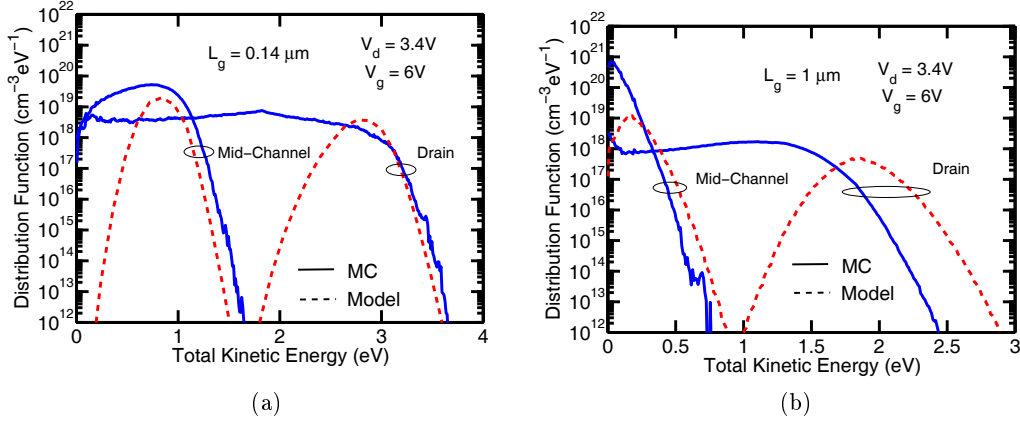 10^22
10^21
10^20
10^19
10^18
10^17
10^16
10^15
10^14
10^13
10^12
Distribution Function (cm^−3eV^−1)
L_g = 0.14 μm
V_d = 3.4V
V_g = 6V
Mid−Channel
Drain
MC
Model
0 1 2 3 4
Total Kinetic Energy (eV)
(a)
10^22
10^21
10^20
10^19
10^18
10^17
10^16
10^15
10^14
10^13
10^12
Distribution Function (cm^−3eV^−1)
L_g = 1 μm
V_d = 3.4V
V_g = 6V
Mid−Channel
Drain
MC
Model
0 0.5 1 1.5 2 2.5 3
Total Kinetic Energy (eV)
(b)